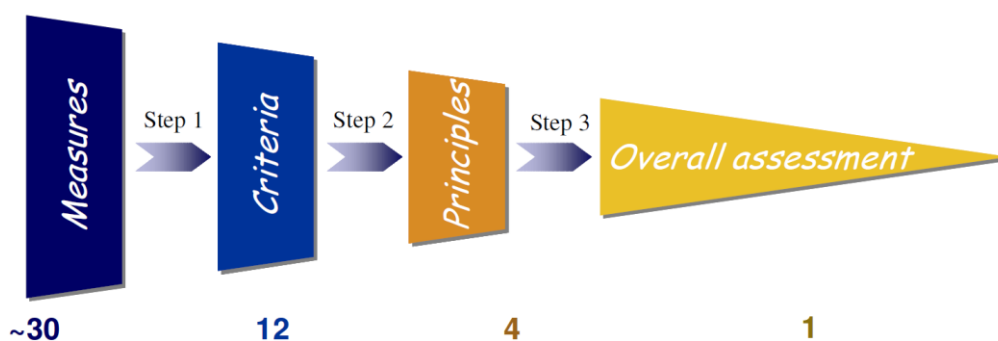 Measures
Step 1
Criteria
Step 2
Principles
Step 3
Overall assessment
~30
12
4
1